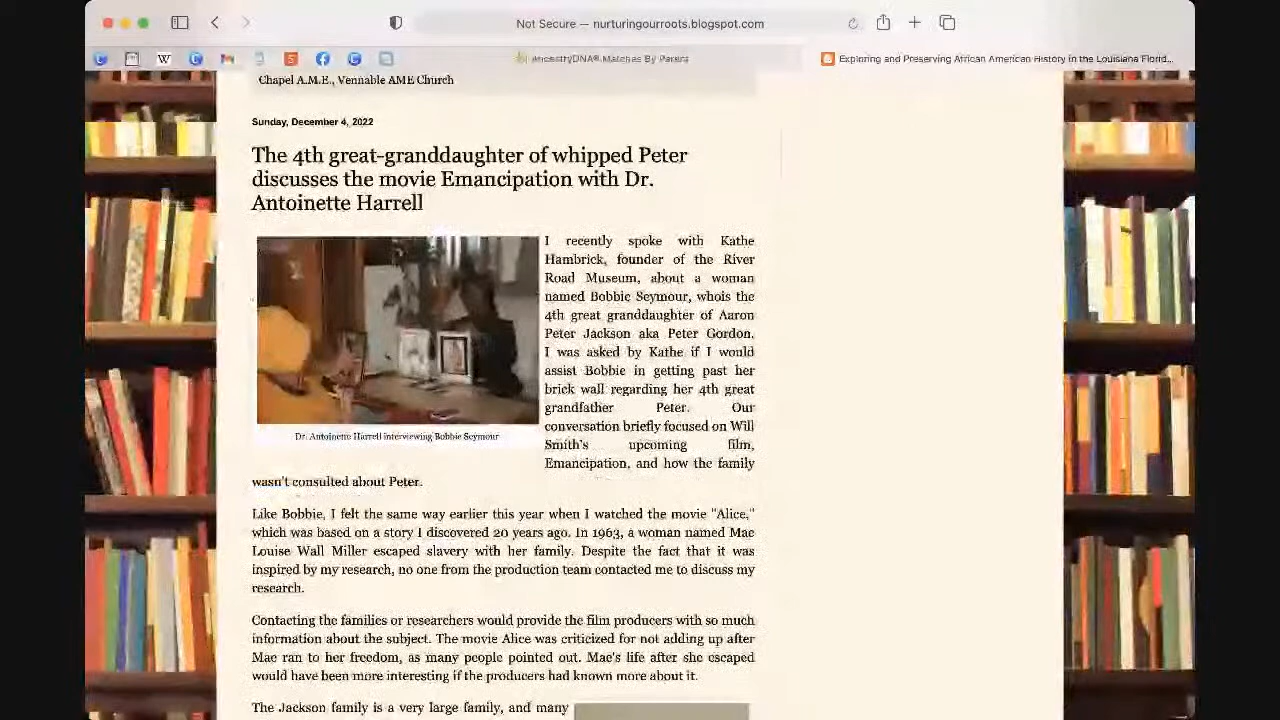 Not Secure — nurturingourroots.blogspot.com
AncestryDNA® Matches By Parent
Exploring and Preserving African American History in the Louisiana Florid...
Chapel A.M.E., Vennable AME Church
Sunday, December 4, 2022
The 4th great-granddaughter of whipped Peter
discusses the movie Emancipation with Dr.
Antoinette Harrell
I recently spoke with Kathe
Hambrick, founder of the River
Road Museum, about a woman
named Bobbie Seymour, whois the
4th great granddaughter of Aaron
Peter Jackson aka Peter Gordon.
I was asked by Kathe if I would
assist Bobbie in getting past her
brick wall regarding her 4th great
grandfather Peter. Our
conversation briefly focused on Will
Smith's upcoming film,
Emancipation, and how the family
wasn't consulted about Peter.
Dr. Antoinette Harrell interviewing Bobbie Seymour
Like Bobbie, I felt the same way earlier this year when I watched the movie "Alice,"
which was based on a story I discovered 20 years ago. In 1963, a woman named Mae
Louise Wall Miller escaped slavery with her family. Despite the fact that it was
inspired by my research, no one from the production team contacted me to discuss my
research.
Contacting the families or researchers would provide the film producers with so much
information about the subject. The movie Alice was criticized for not adding up after
Mae ran to her freedom, as many people pointed out. Mae's life after she escaped
would have been more interesting if the producers had known more about it.
The Jackson family is a very large family, and many